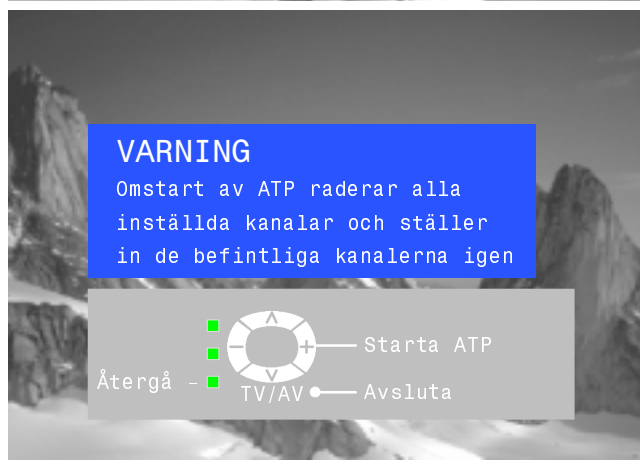 VARNING
Omstart av ATP raderar alla
inställda kanalar och ställer
in de befintliga kanalerna igen
Starta ATP
Återgå
TV/AV
Avsluta